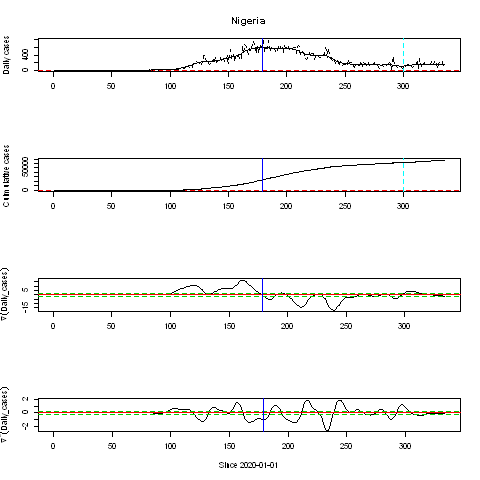 Nigeria
Daily cases
0 400
0 50 100 150 200 250 300
Culmulative cases
0 50000
0 50 100 150 200 250 300
∇(Daily_cases)
-15 5
0 50 100 150 200 250 300
∇²(Daily_cases)
-2 0 2
0 50 100 150 200 250 300
Since 2020-01-01